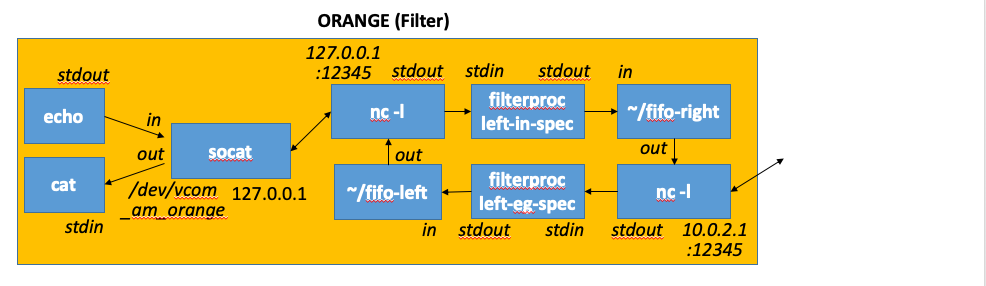 ORANGE (Filter)
127.0.0.1
:12345
stdout
stdout
stdin
stdout
in
echo
in
nc -l
filterproc
left-in-spec
~/fifo-right
out
socat
out
out
cat
/dev/vcom
_am_orange
127.0.0.1
~/fifo-left
filterproc
left-eg-spec
nc -l
stdin
in
stdout
stdin
stdout
10.0.2.1
:12345